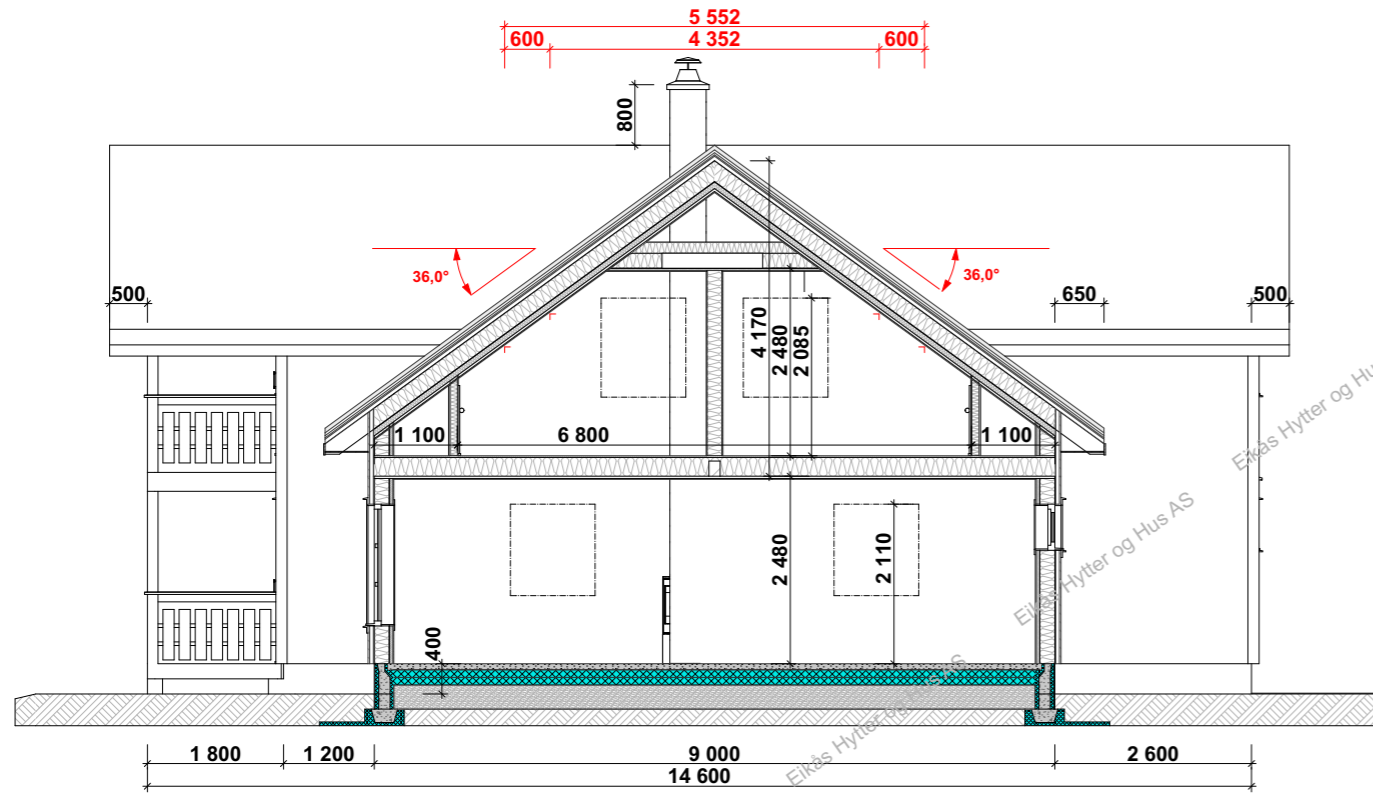 5 552
600 4 352 600
800
36,0° 36,0°
500 650 500
4 170
2 480
2 085
1 100 6 800 1 100
2 480
2 110
400
Eikås Hytter og Hu
Eikås Hytter og Hus AS
Eikås Hytter og Hus AS
1 800 1 200 9 000 2 600
14 600